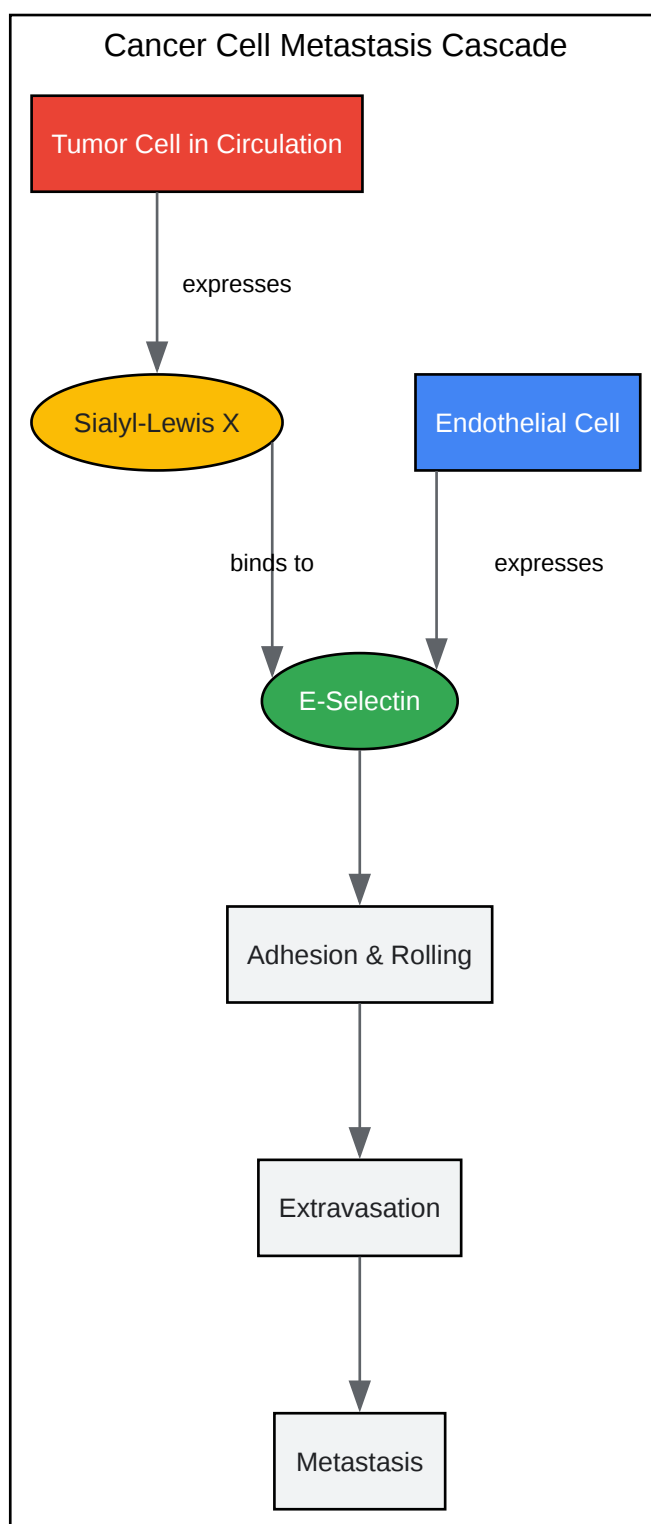 Cancer Cell Metastasis Cascade
Tumor Cell in Circulation
expresses
Sialyl-Lewis X
Endothelial Cell
binds to
expresses
E-Selectin
Adhesion & Rolling
Extravasation
Metastasis